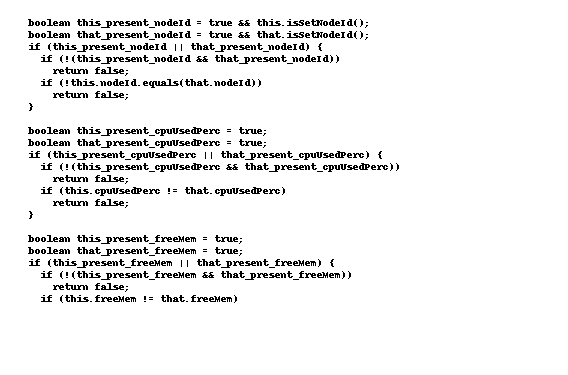 boolean this_present_nodeId = true && this.isSetNodeId();
boolean that_present_nodeId = true && that.isSetNodeId();
if (this_present_nodeId || that_present_nodeId) {
if (!(this_present_nodeId && that_present_nodeId))
return false;
if (!this.nodeId.equals(that.nodeId))
return false;
}
boolean this_present_cpuUsedPerc = true;
boolean that_present_cpuUsedPerc = true;
if (this_present_cpuUsedPerc || that_present_cpuUsedPerc) {
if (!(this_present_cpuUsedPerc && that_present_cpuUsedPerc))
return false;
if (this.cpuUsedPerc != that.cpuUsedPerc)
return false;
}
boolean this_present_freeMem = true;
boolean that_present_freeMem = true;
if (this_present_freeMem || that_present_freeMem) {
if (!(this_present_freeMem && that_present_freeMem))
return false;
if (this.freeMem != that.freeMem)